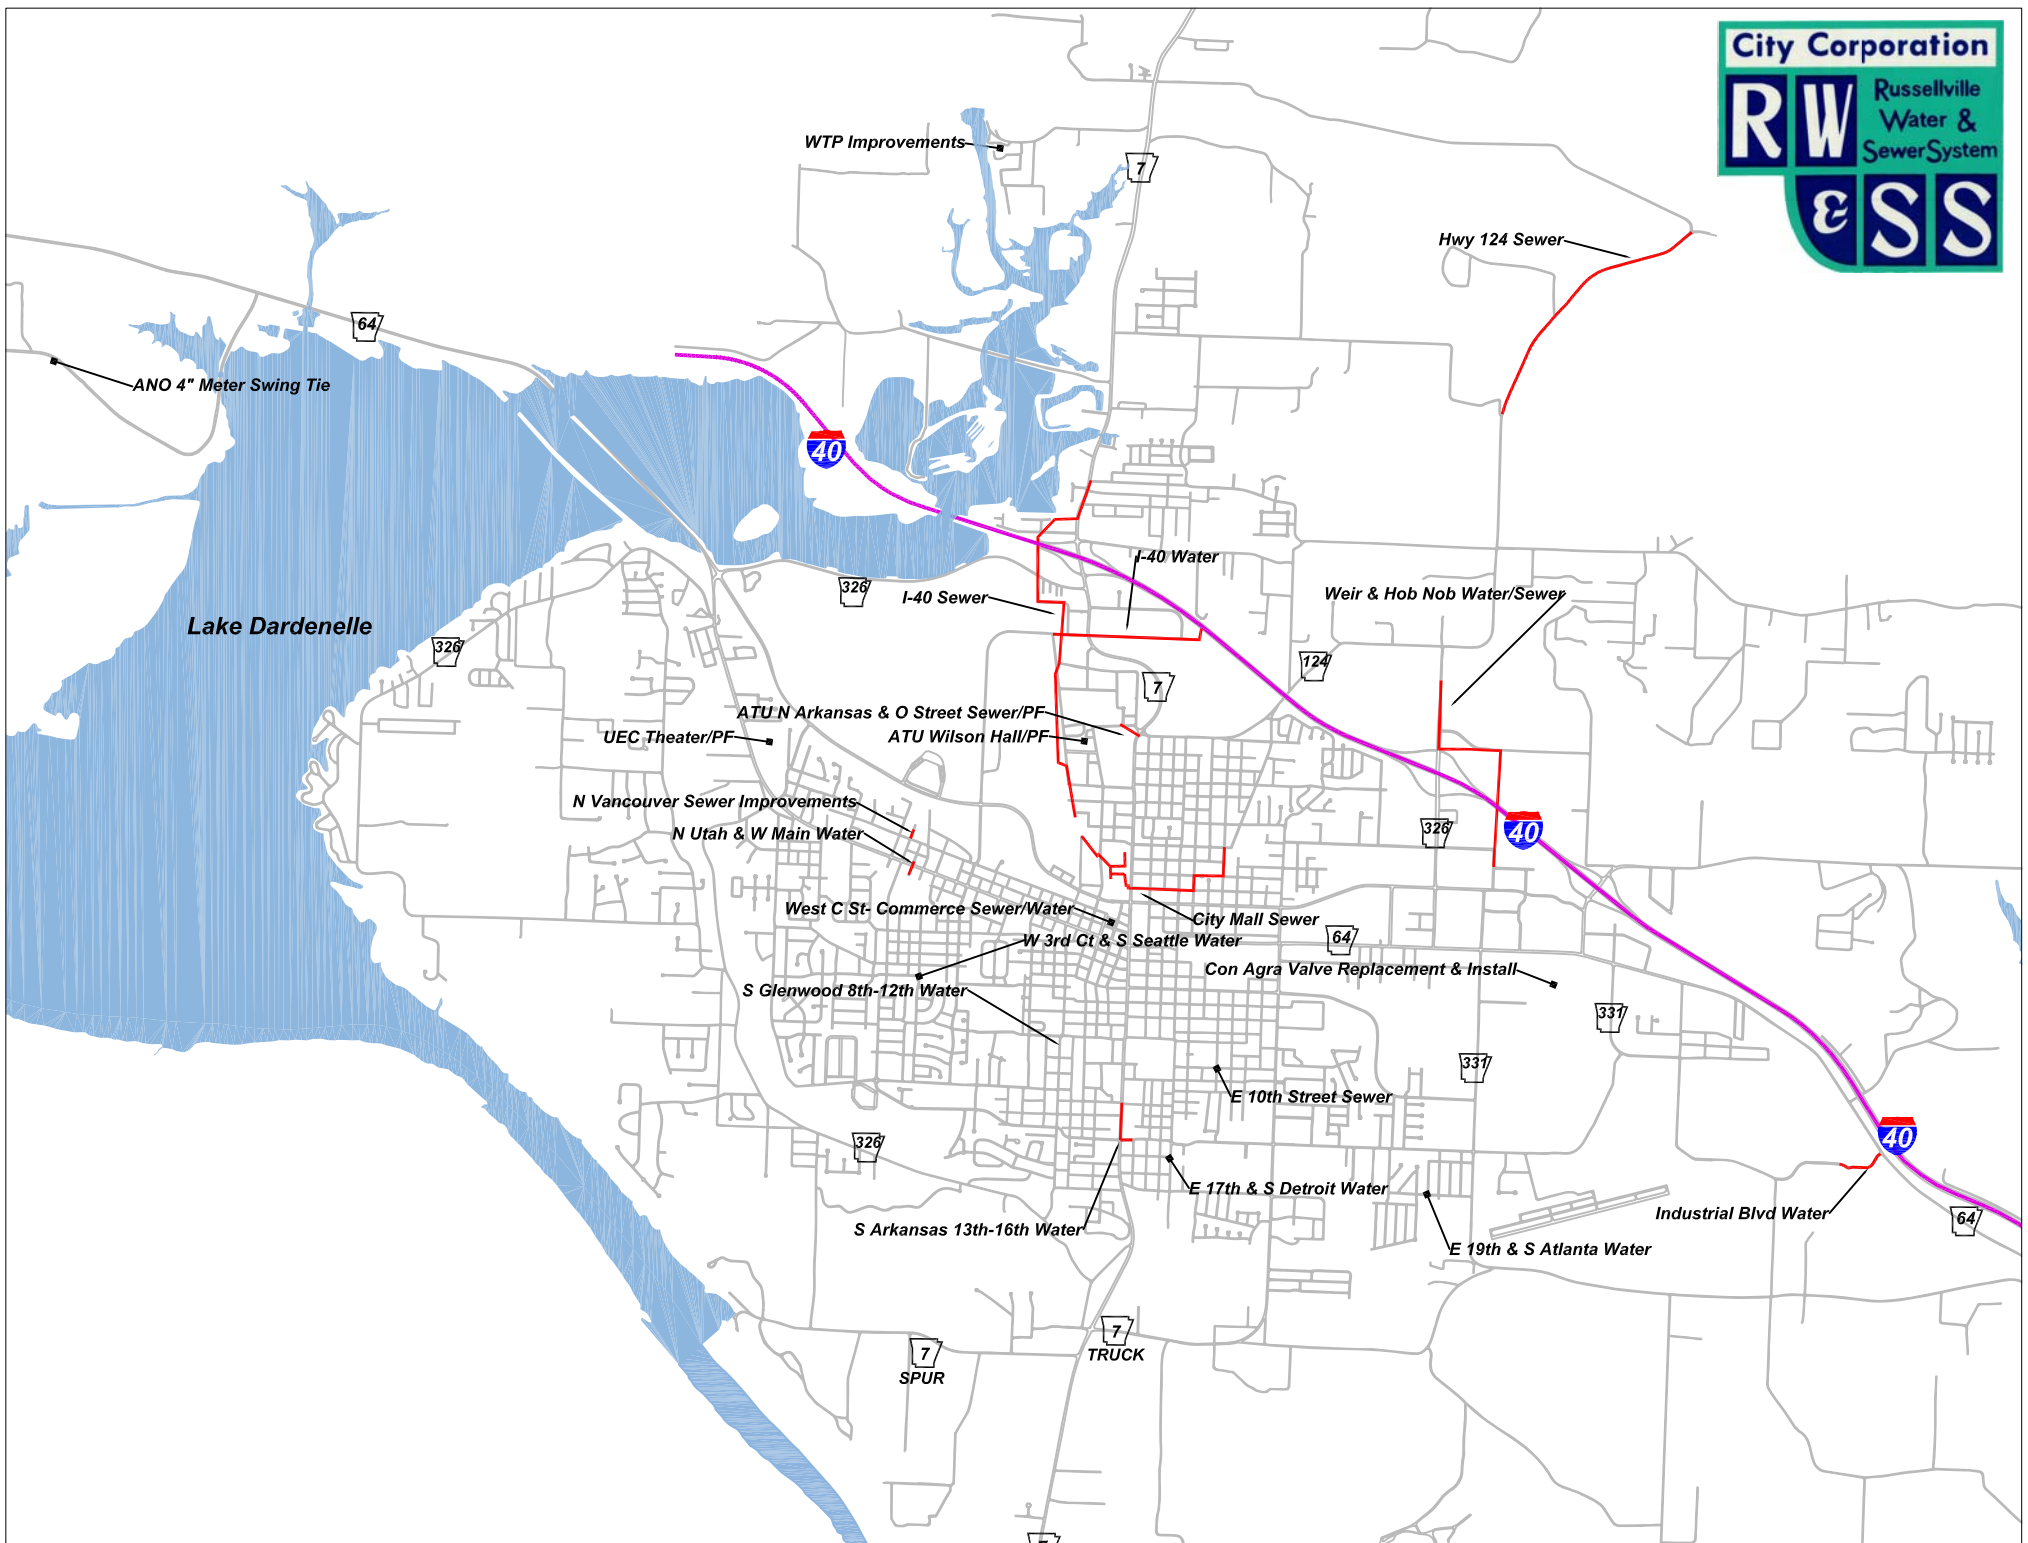 City Corporation
R W
Russellville
Water &
Sewer System
& S S
WTP Improvements
7
Hwy 124 Sewer
64
ANO 4" Meter Swing Tie
40
I-40 Water
326
I-40 Sewer
Weir & Hob Nob Water/Sewer
Lake Dardenelle
326
124
7
ATU N Arkansas & O Street Sewer/PF
UEC Theater/PF
ATU Wilson Hall/PF
N Vancouver Sewer Improvements
N Utah & W Main Water
326
40
West C St- Commerce Sewer/Water
City Mall Sewer
W 3rd Ct & S Seattle Water
64
Con Agra Valve Replacement & Install
S Glenwood 8th-12th Water
331
331
E 10th Street Sewer
326
40
E 17th & S Detroit Water
S Arkansas 13th-16th Water
Industrial Blvd Water
64
E 19th & S Atlanta Water
7
TRUCK
7
SPUR